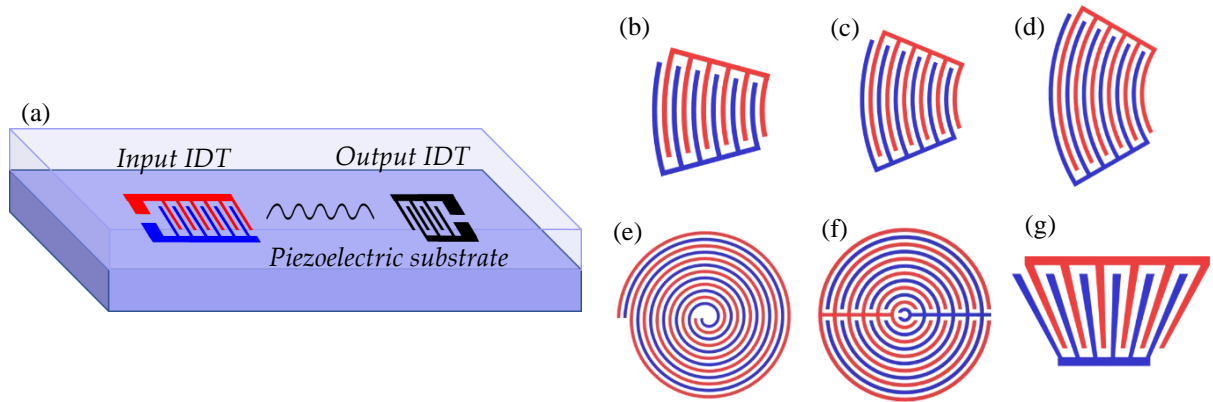 (a)
Input IDT
Output IDT
Piezoelectric substrate
(b)
(c)
(d)
(e)
(f)
(g)